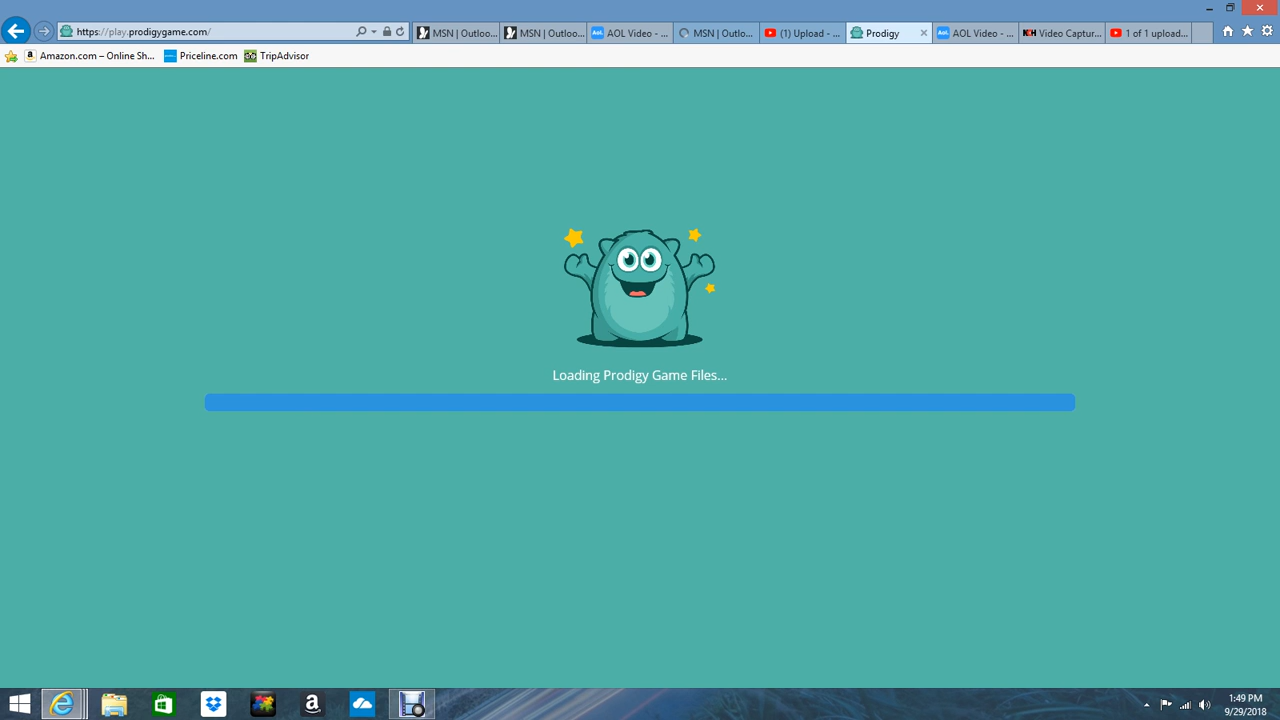 https://play.prodigygame.com/
MSN | Outloo...
MSN | Outloo...
AOL Video - ...
MSN | Outlo...
(1) Upload - ...
Prodigy
AOL Video - ...
Video Captur...
1 of 1 upload...
Amazon.com – Online Sh...
Priceline.com
TripAdvisor
Loading Prodigy Game Files...
1:49 PM
9/29/2018